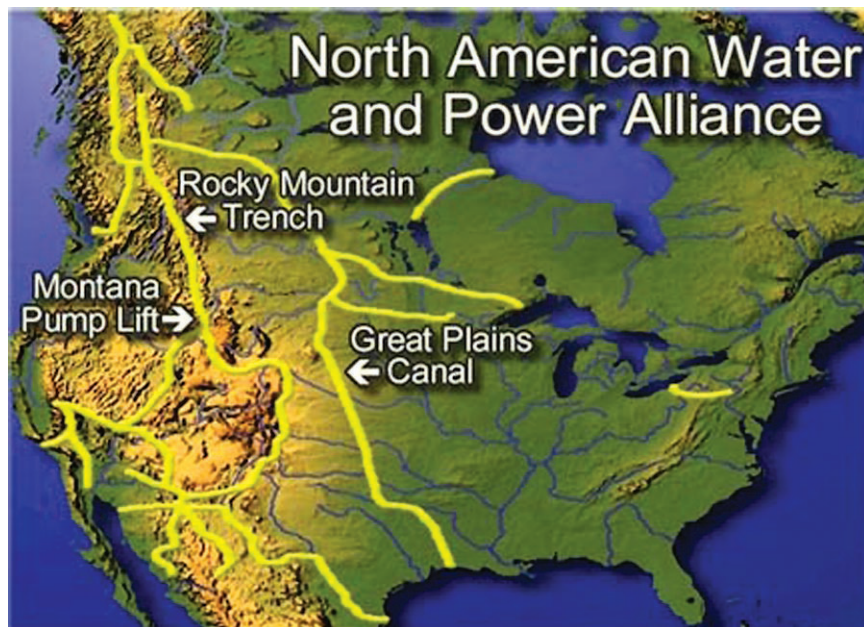 North American Water
and Power Alliance
Rocky Mountain
Trench
Montana
Pump Lift
Great Plains
Canal